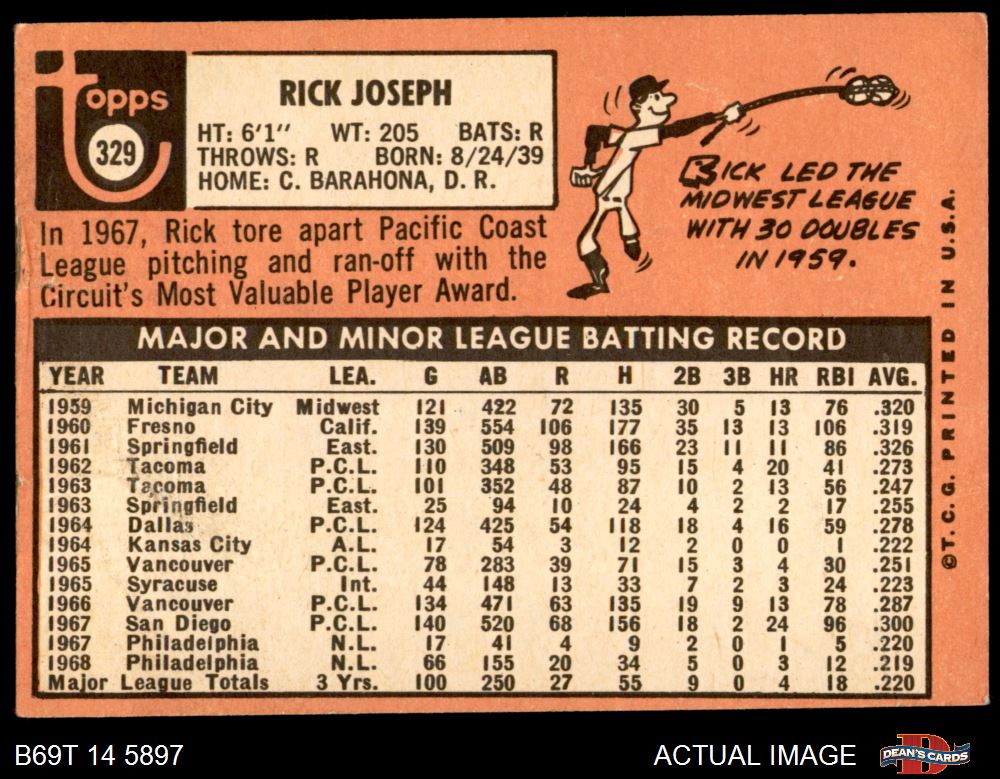 Topps
329
RICK JOSEPH
HT: 6'1" WT: 205 BATS: R
THROWS: R BORN: 8/24/39
HOME: C. BARAHONA, D. R.
RICK LED THE
MIDWEST LEAGUE
WITH 30 DOUBLES
IN 1959.
In 1967, Rick tore apart Pacific Coast
League pitching and ran-off with the
Circuit's Most Valuable Player Award.
MAJOR AND MINOR LEAGUE BATTING RECORD
YEAR TEAM LEA. G AB R H 2B 3B HR RBI AVG.
1959 Michigan City Midwest 121 422 72 135 30 5 13 76 .320
1960 Fresno Calif. 139 554 106 177 35 13 13 106 .319
1961 Springfield East. 130 509 98 166 23 11 11 86 .326
1962 Tacoma P.C.L. 110 348 53 95 15 4 20 41 .273
1963 Tacoma P.C.L. 101 352 48 87 10 2 13 56 .247
1963 Springfield East. 25 94 10 24 4 2 2 17 .255
1964 Dallas P.C.L. 124 425 54 118 18 4 16 59 .278
1964 Kansas City A.L. 17 54 3 12 2 0 0 1 .222
1965 Vancouver P.C.L. 78 283 39 71 15 3 4 30 .251
1965 Syracuse Int. 44 148 13 33 7 2 3 24 .223
1966 Vancouver P.C.L. 134 471 63 135 19 9 13 78 .287
1967 San Diego P.C.L. 140 520 68 156 18 2 24 96 .300
1967 Philadelphia N.L. 17 41 4 9 2 0 1 5 .220
1968 Philadelphia N.L. 66 155 20 34 5 0 3 12 .219
Major League Totals 3 Yrs. 100 250 27 55 9 0 4 18 .220
©T. C. G. PRINTED IN U.S.A.
B69T 14 5897
ACTUAL IMAGE
DEAN'S CARDS